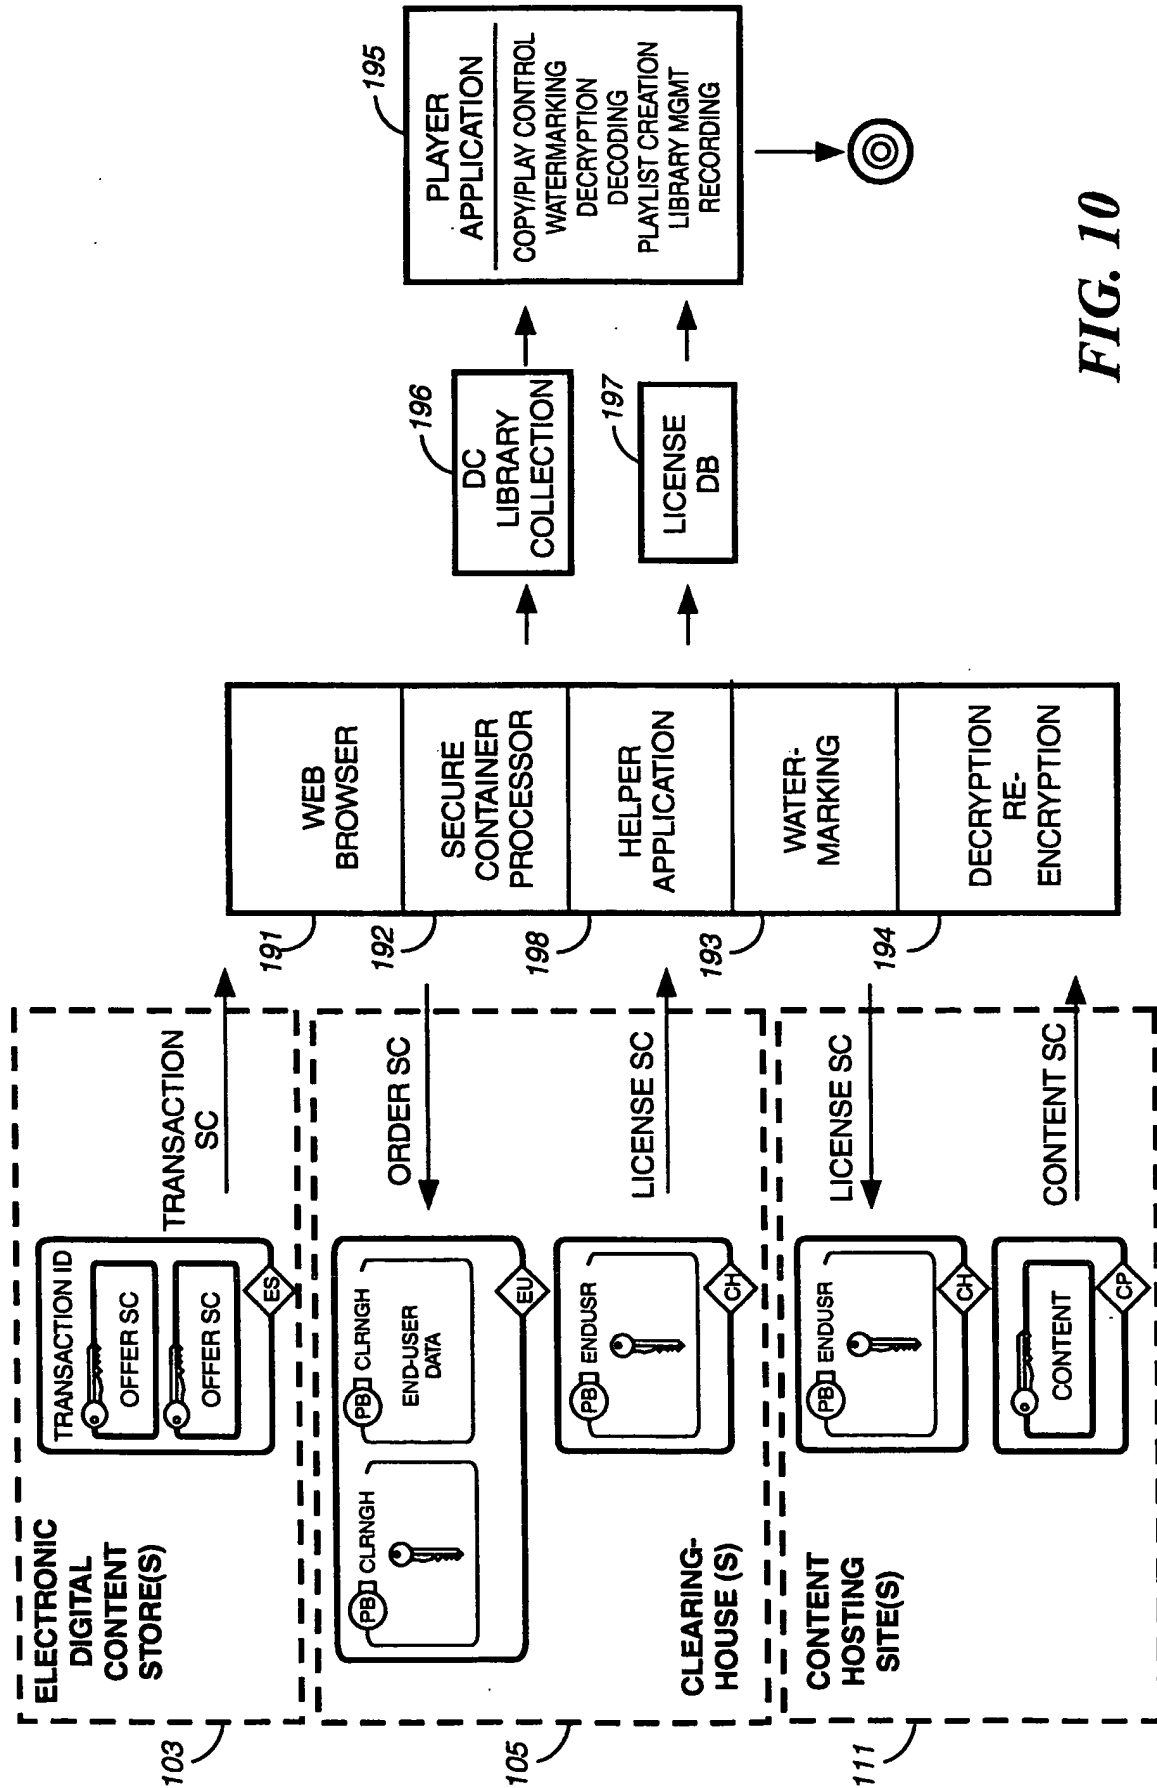 ELECTRONIC
DIGITAL
CONTENT
STORE(S)
103
TRANSACTION ID
OFFER SC
OFFER SC
ES
TRANSACTION
SC
105
CLEARING-
HOUSE (S)
PB CLRNGH
PB CLRNGH
END-USER
DATA
EU
ORDER SC
PB ENDUSR
CH
LICENSE SC
111
CONTENT
HOSTING
SITE(S)
PB ENDUSR
CH
LICENSE SC
CONTENT
CP
CONTENT SC
191
WEB
BROWSER
192
SECURE
CONTAINER
PROCESSOR
198
HELPER
APPLICATION
193
WATER-
MARKING
194
DECRYPTION
RE-
ENCRYPTION
196
DC
LIBRARY
COLLECTION
197
LICENSE
DB
195
PLAYER
APPLICATION
COPY/PLAY CONTROL
WATERMARKING
DECRYPTION
DECODING
PLAYLIST CREATION
LIBRARY MGMT
RECORDING
FIG. 10